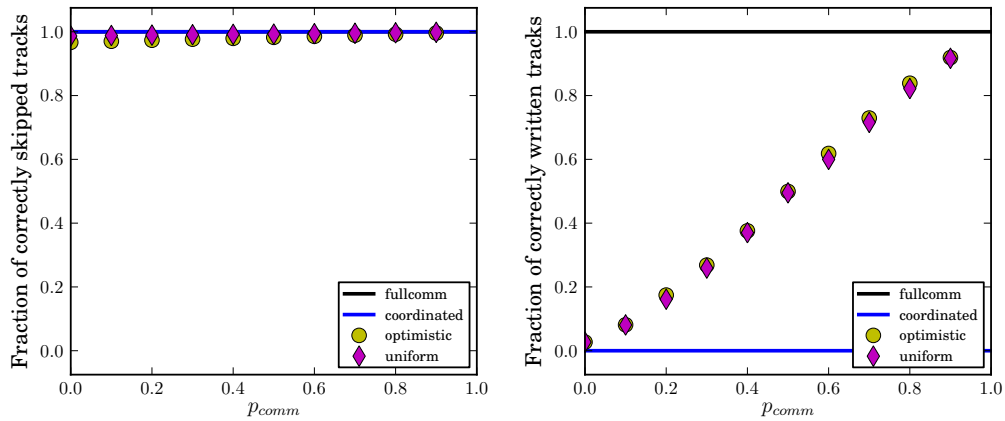 Fraction of correctly skipped tracks
1.0
0.8
0.6
0.4
0.2
0.0
fullcomm
coordinated
optimistic
uniform
0.0 0.2 0.4 0.6 0.8 1.0
p_comm
Fraction of correctly written tracks
1.0
0.8
0.6
0.4
0.2
0.0
fullcomm
coordinated
optimistic
uniform
0.0 0.2 0.4 0.6 0.8 1.0
p_comm